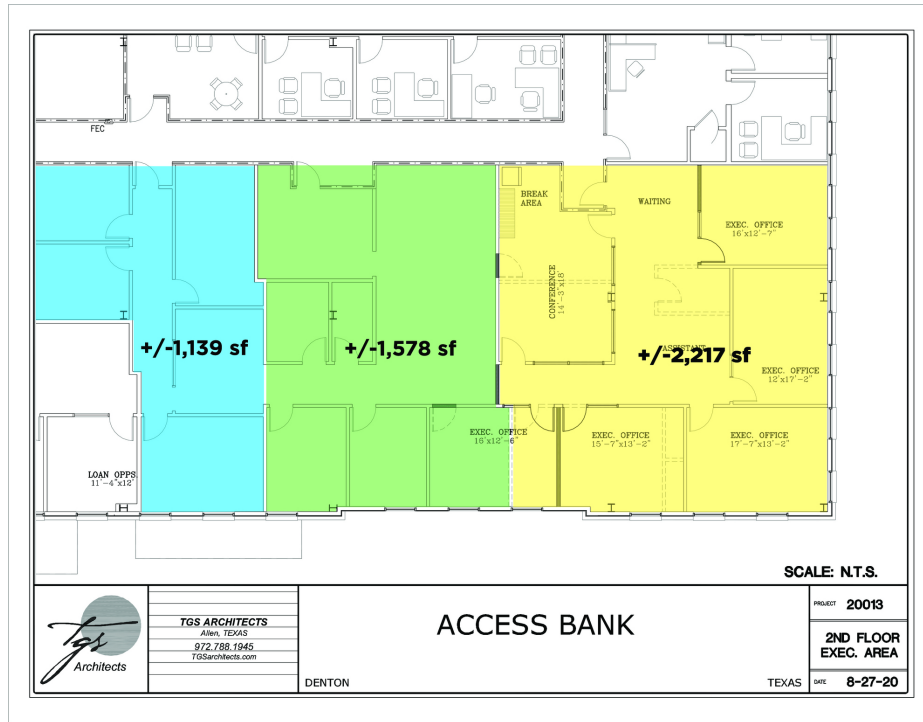 FEC
BREAK
AREA
WAITING
EXEC. OFFICE
16'x12'-7"
CONFERENCE
14'-3"x18'
+/-1,139 sf
+/-1,578 sf
ASSISTANT
+/-2,217 sf
EXEC. OFFICE
12'x17'-2"
EXEC. OFFICE
16'x12'-6"
EXEC. OFFICE
15'-7"x13'-2"
EXEC. OFFICE
17'-7"x13'-2"
LOAN OPPS
11'-4"x12'
SCALE: N.T.S.
Tgs
Architects
TGS ARCHITECTS
Allen, TEXAS
972.788.1945
TGSarchitects.com
ACCESS BANK
DENTON
TEXAS
PROJECT 20013
2ND FLOOR
EXEC. AREA
DATE 8-27-20